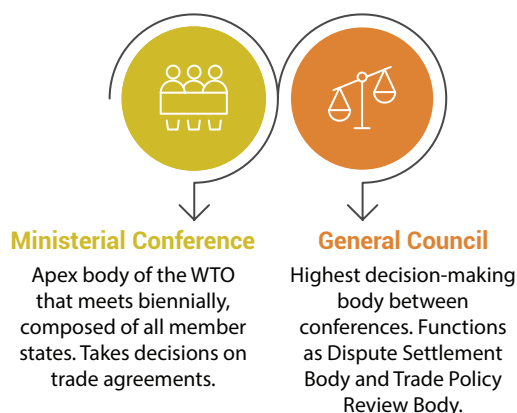 Ministerial Conference
Apex body of the WTO
that meets biennially,
composed of all member
states. Takes decisions on
trade agreements.
General Council
Highest decision-making
body between
conferences. Functions
as Dispute Settlement
Body and Trade Policy
Review Body.